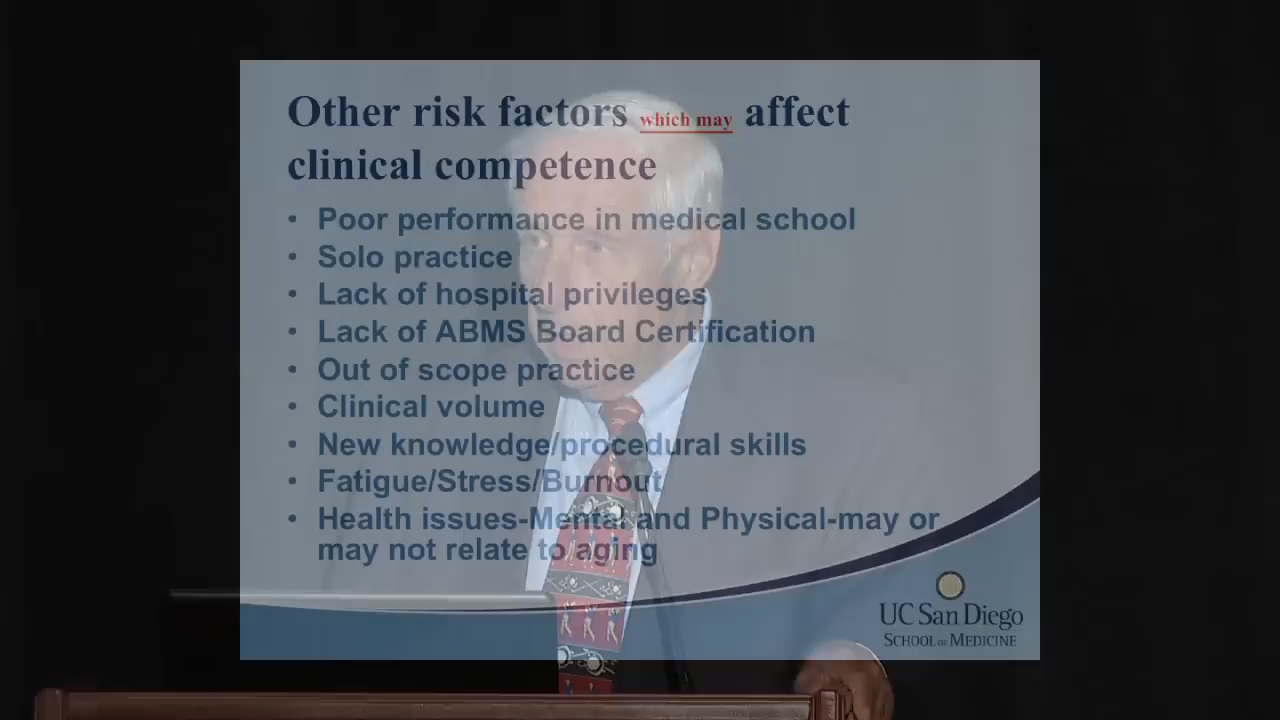 Other risk factors which may affect
clinical competence
• Poor performance in medical school
• Solo practice
• Lack of hospital privileges
• Lack of ABMS Board Certification
• Out of scope practice
• Clinical volume
• New knowledge/procedural skills
• Fatigue/Stress/Burnout
• Health issues-Mental and Physical-may or
may not relate to aging
UC San Diego
SCHOOL OF MEDICINE